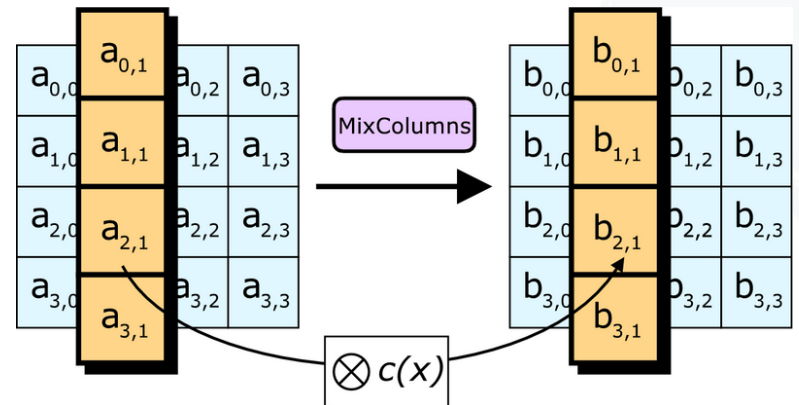 a0,0 a0,1 a0,2 a0,3
a1,0 a1,1 a1,2 a1,3
a2,0 a2,1 a2,2 a2,3
a3,0 a3,1 a3,2 a3,3
MixColumns
b0,0 b0,1 b0,2 b0,3
b1,0 b1,1 b1,2 b1,3
b2,0 b2,1 b2,2 b2,3
b3,0 b3,1 b3,2 b3,3
⊗ c(x)